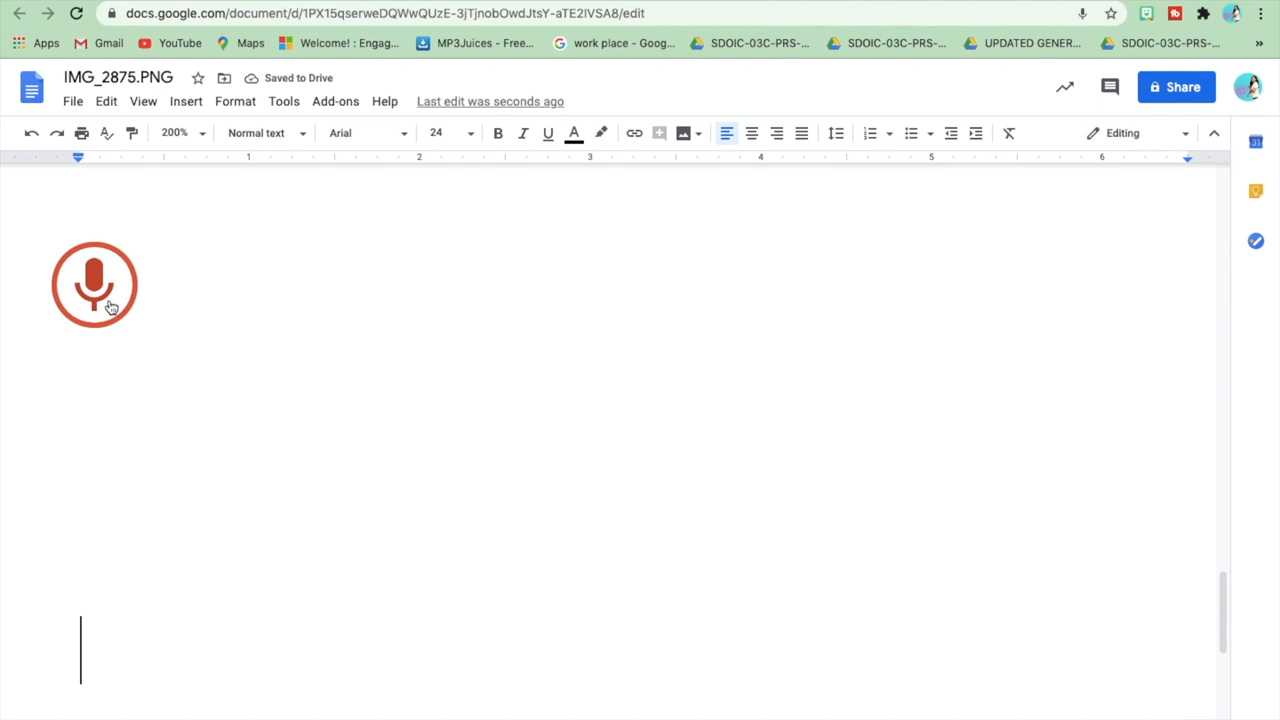 docs.google.com/document/d/1PX15qserweDQWwQUzE-3jTjnobOwdJtsY-aTE2IVSA8/edit
Apps Gmail YouTube Maps Welcome! : Engag... MP3Juices - Free... work place - Goog... SDOIC-03C-PRS-... SDOIC-03C-PRS-... UPDATED GENER... SDOIC-03C-PRS-... »
IMG_2875.PNG Saved to Drive
File Edit View Insert Format Tools Add-ons Help Last edit was seconds ago Share
200% Normal text Arial 24 B I U A Editing
1 2 3 4 5 6
31